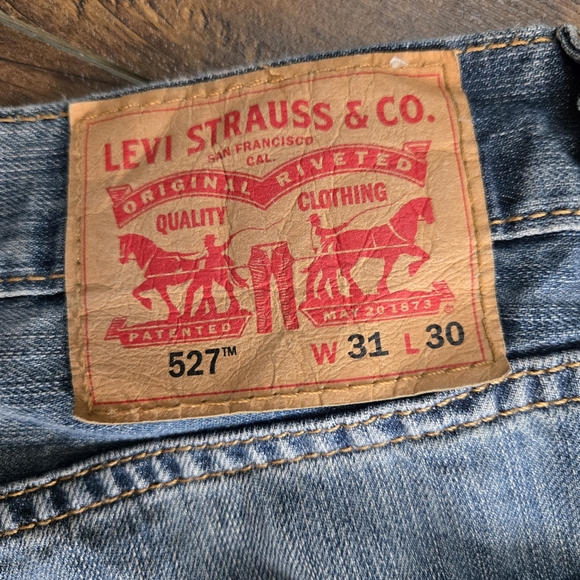 LEVI STRAUSS & CO.
SAN FRANCISCO
CAL.
ORIGINAL RIVETED
QUALITY CLOTHING
PATENTED MAY 20 1873
527™ W 31 L 30